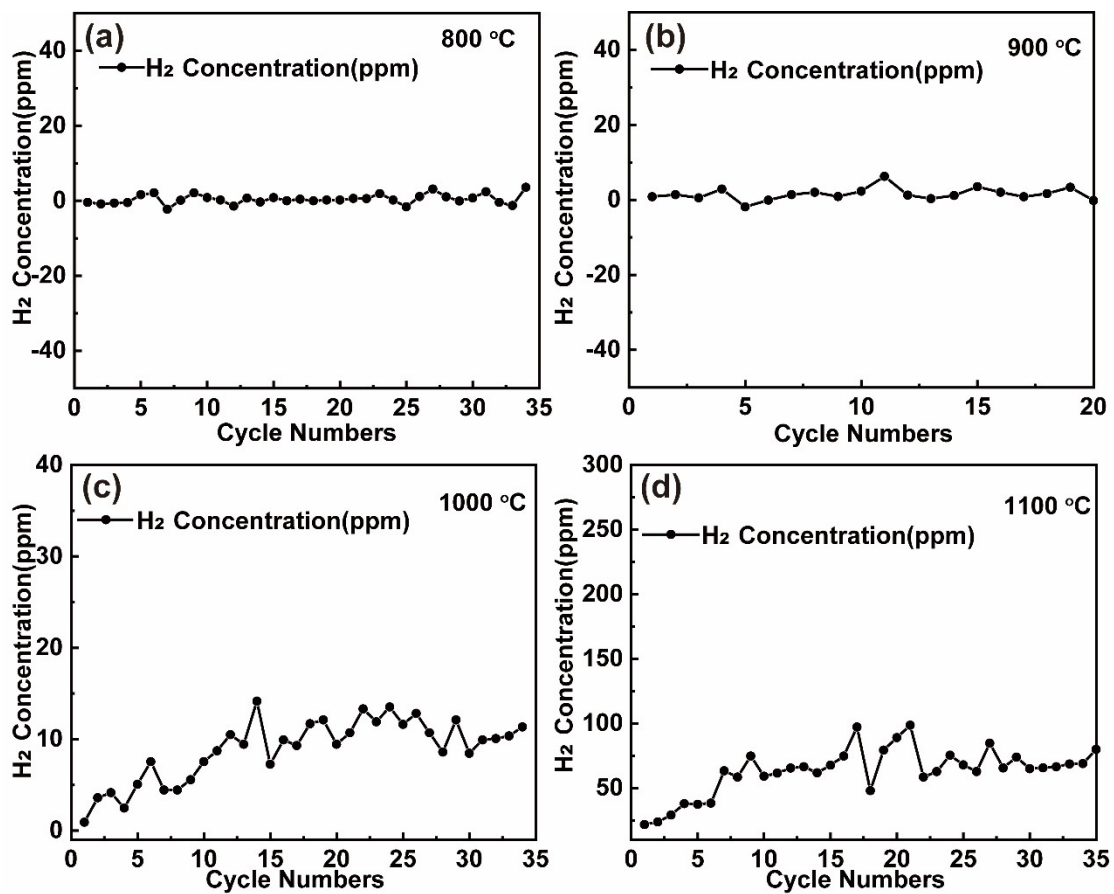 (a)
800 °C
H₂ Concentration(ppm)
H₂ Concentration(ppm)
40
20
0
-20
-40
0 5 10 15 20 25 30 35
Cycle Numbers
(b)
900 °C
H₂ Concentration(ppm)
H₂ Concentration(ppm)
40
20
0
-20
-40
0 5 10 15 20
Cycle Numbers
(c)
1000 °C
H₂ Concentration(ppm)
H₂ Concentration(ppm)
40
30
20
10
0
0 5 10 15 20 25 30 35
Cycle Numbers
(d)
1100 °C
H₂ Concentration(ppm)
H₂ Concentration(ppm)
300
250
200
150
100
50
0 5 10 15 20 25 30 35
Cycle Numbers